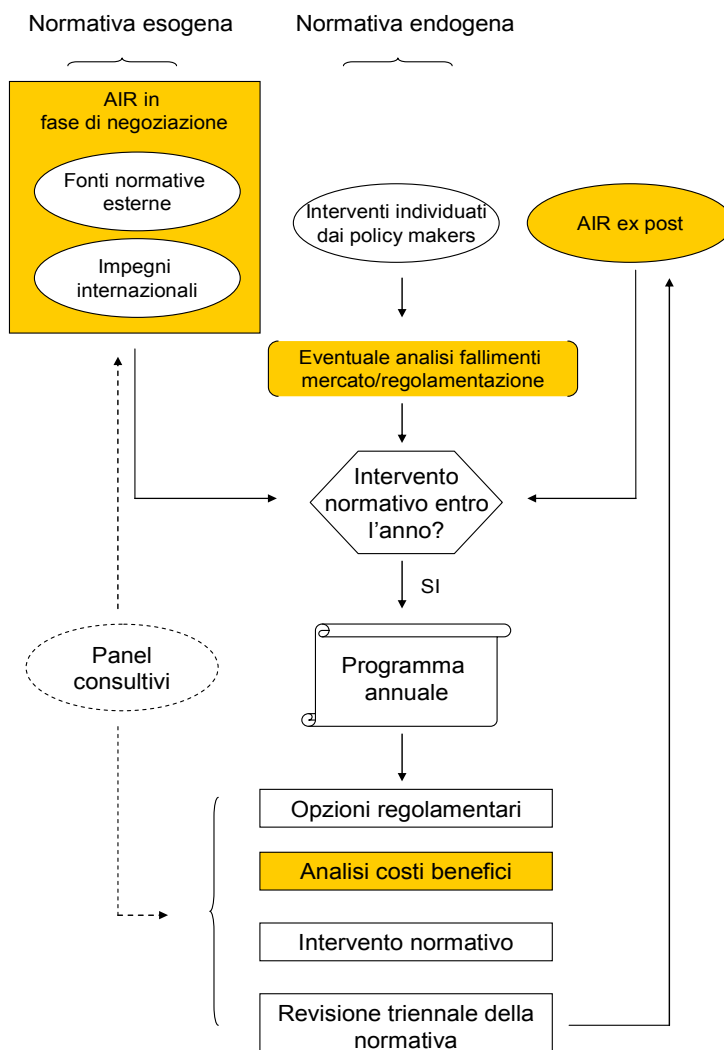 Normativa esogena
Normativa endogena
AIR in
fase di negoziazione
Fonti normative
esterne
Impegni
internazionali
Interventi individuati
dai policy makers
AIR ex post
Eventuale analisi fallimenti
mercato/regolamentazione
Intervento
normativo entro
l'anno?
SI
Panel
consultivi
Programma
annuale
Opzioni regolamentari
Analisi costi benefici
Intervento normativo
Revisione triennale della
normativa